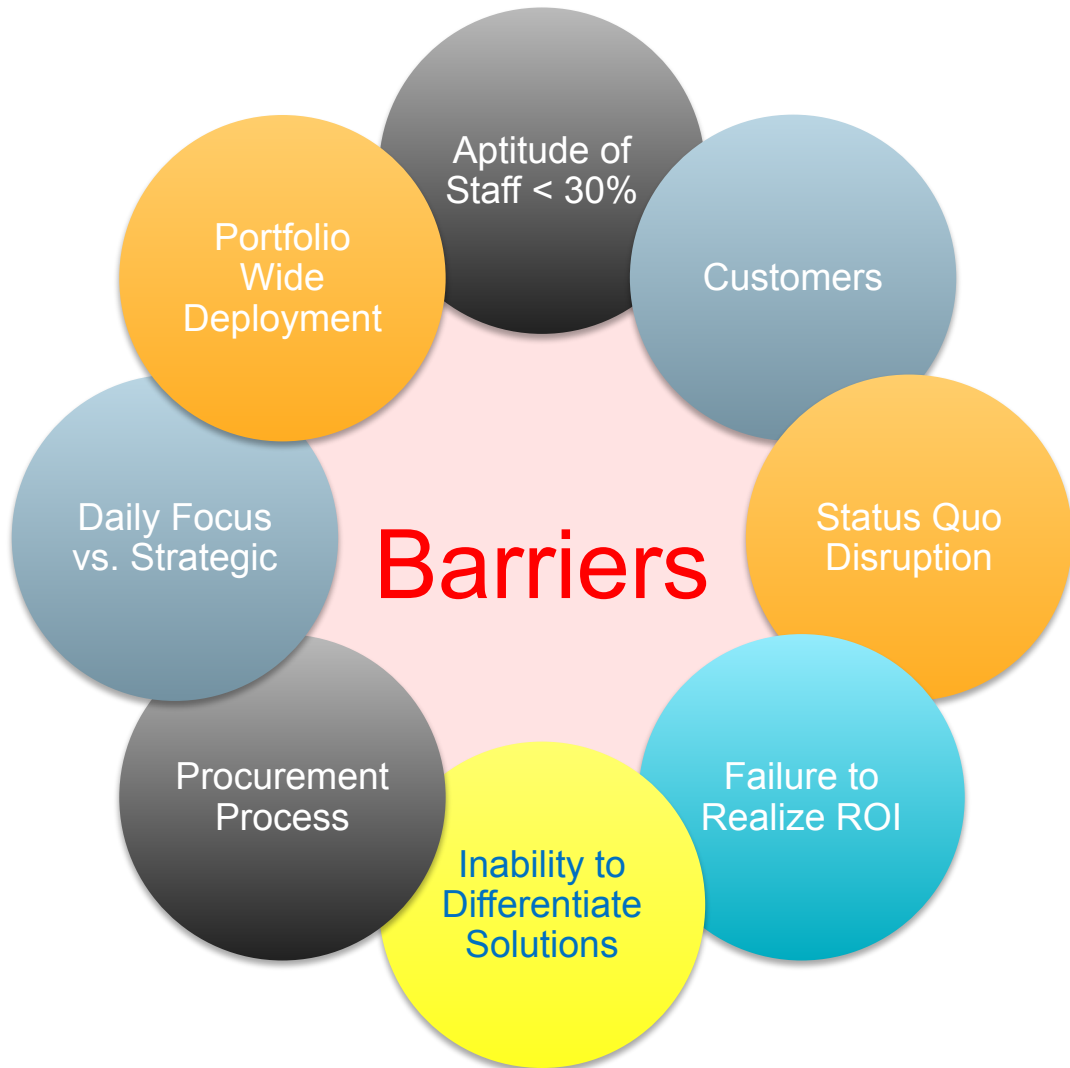 Aptitude of
Staff < 30%
Customers
Status Quo
Disruption
Failure to
Realize ROI
Inability to
Differentiate
Solutions
Procurement
Process
Daily Focus
vs. Strategic
Portfolio
Wide
Deployment
Barriers